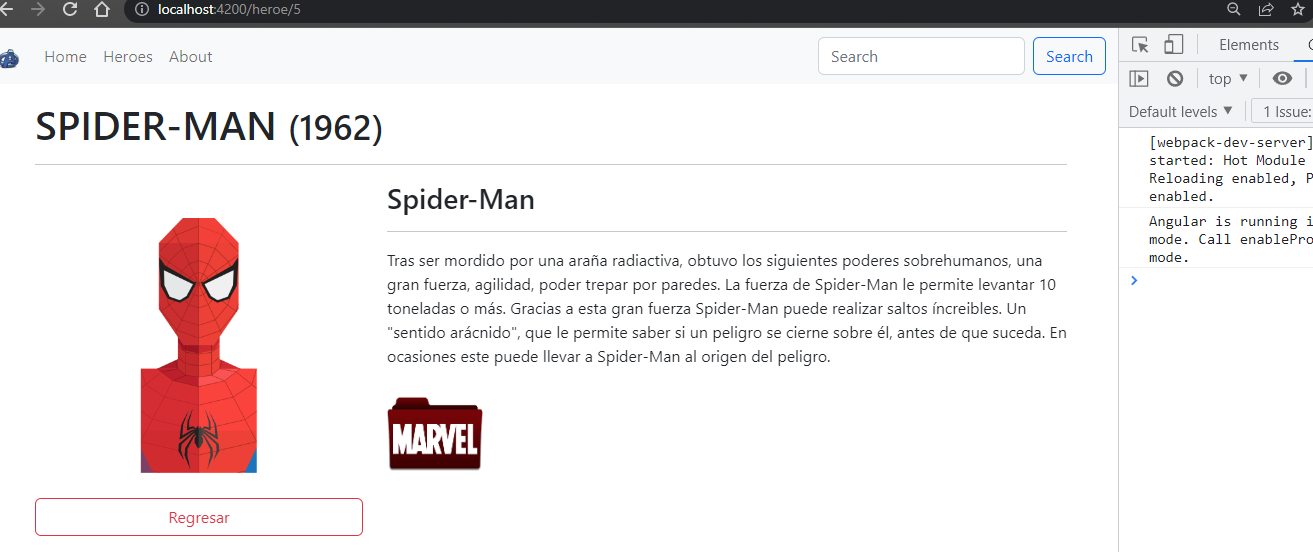 localhost:4200/heroe/5
Home Heroes About Search Search
Elements
top
Default levels 1 Issue:
SPIDER-MAN (1962)
Spider-Man
Tras ser mordido por una araña radiactiva, obtuvo los siguientes poderes sobrehumanos, una
gran fuerza, agilidad, poder trepar por paredes. La fuerza de Spider-Man le permite levantar 10
toneladas o más. Gracias a esta gran fuerza Spider-Man puede realizar saltos íncreibles. Un
"sentido arácnido", que le permite saber si un peligro se cierne sobre él, antes de que suceda. En
ocasiones este puede llevar a Spider-Man al origen del peligro.
MARVEL
Regresar
[webpack-dev-server]
started: Hot Module
Reloading enabled, P
enabled.
Angular is running i
mode. Call enablePro
mode.